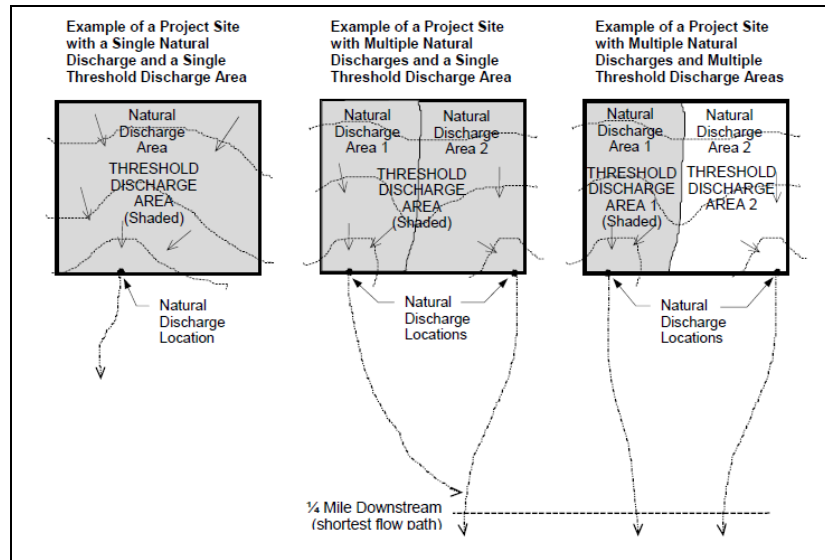 Example of a Project Site
with a Single Natural
Discharge and a Single
Threshold Discharge Area
Natural
Discharge
Area
THRESHOLD
DISCHARGE
AREA
(Shaded)
Natural
Discharge
Location
Example of a Project Site
with Multiple Natural
Discharges and a Single
Threshold Discharge Area
Natural
Discharge
Area 1
Natural
Discharge
Area 2
THRESHOLD
DISCHARGE
AREA
(Shaded)
Natural
Discharge
Locations
Example of a Project Site
with Multiple Natural
Discharges and Multiple
Threshold Discharge Areas
Natural
Discharge
Area 1
Natural
Discharge
Area 2
THRESHOLD
DISCHARGE
AREA 1
(Shaded)
THRESHOLD
DISCHARGE
AREA 2
Natural
Discharge
Locations
¼ Mile Downstream
(shortest flow path)